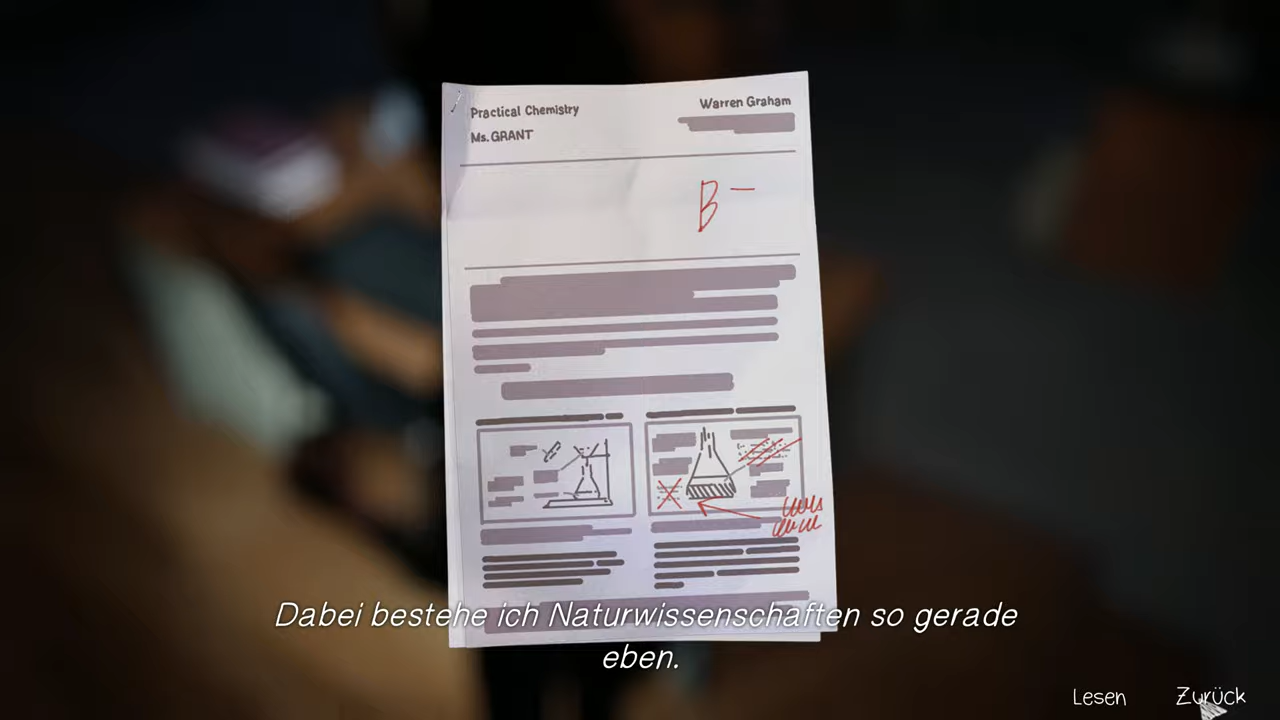 Practical Chemistry
Warren Graham
Ms. GRANT
B-
Dabei bestehe ich Naturwissenschaften so gerade
eben.
Lesen
Zurück